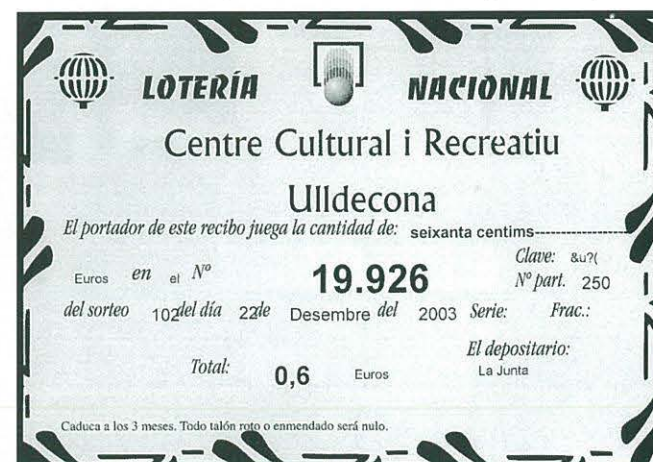 LOTERÍA NACIONAL
Centre Cultural i Recreatiu
Ulldecona
El portador de este recibo juega la cantidad de: seixanta centims-----------------
Clave: &u?(
Euros en el Nº 19.926 Nº part. 250
del sorteo 102 del día 22 de Desembre del 2003 Serie: Frac.:
El depositario:
Total: 0,6 Euros La Junta
Caduca a los 3 meses. Todo talón roto o enmendado será nulo.